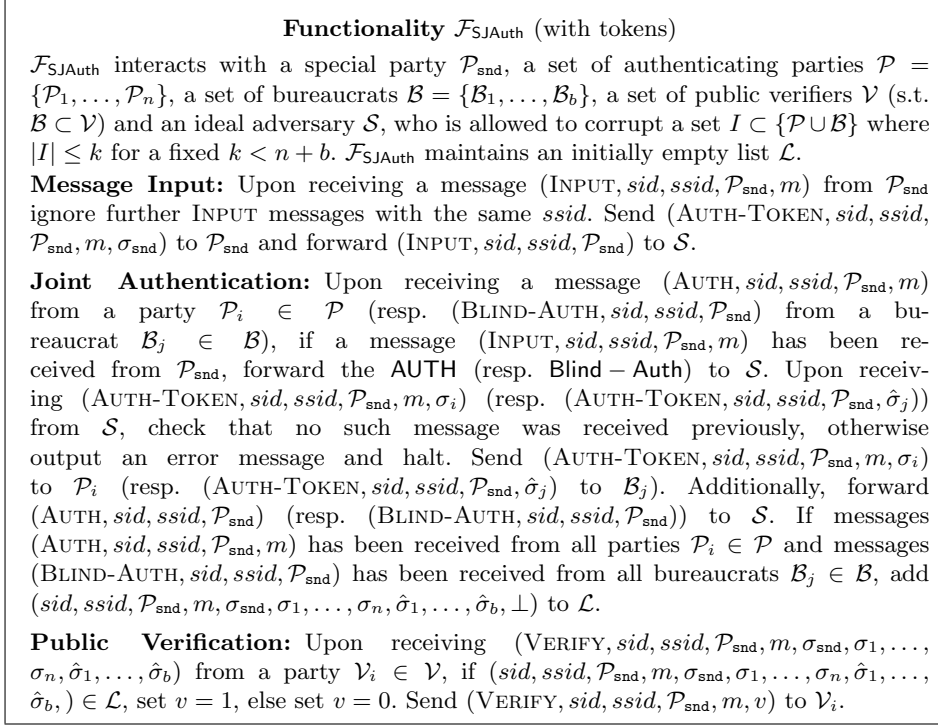 Functionality F_SJAuth (with tokens)
F_SJAuth interacts with a special party P_snd, a set of authenticating parties P =
{P_1, . . . , P_n}, a set of bureaucrats B = {B_1, . . . , B_b}, a set of public verifiers V (s.t.
B ⊂ V) and an ideal adversary S, who is allowed to corrupt a set I ⊂ {P ∪ B} where
|I| ≤ k for a fixed k < n + b. F_SJAuth maintains an initially empty list L.
Message Input: Upon receiving a message (INPUT, sid, ssid, P_snd, m) from P_snd
ignore further INPUT messages with the same ssid. Send (AUTH-TOKEN, sid, ssid,
P_snd, m, σ_snd) to P_snd and forward (INPUT, sid, ssid, P_snd) to S.
Joint Authentication: Upon receiving a message (AUTH, sid, ssid, P_snd, m)
from a party P_i ∈ P (resp. (BLIND-AUTH, sid, ssid, P_snd) from a bu-
reaucrat B_j ∈ B), if a message (INPUT, sid, ssid, P_snd, m) has been re-
ceived from P_snd, forward the AUTH (resp. Blind − Auth) to S. Upon receiv-
ing (AUTH-TOKEN, sid, ssid, P_snd, m, σ_i) (resp. (AUTH-TOKEN, sid, ssid, P_snd, σ̂_j))
from S, check that no such message was received previously, otherwise
output an error message and halt. Send (AUTH-TOKEN, sid, ssid, P_snd, m, σ_i)
to P_i (resp. (AUTH-TOKEN, sid, ssid, P_snd, σ̂_j) to B_j). Additionally, forward
(AUTH, sid, ssid, P_snd) (resp. (BLIND-AUTH, sid, ssid, P_snd)) to S. If messages
(AUTH, sid, ssid, P_snd, m) has been received from all parties P_i ∈ P and messages
(BLIND-AUTH, sid, ssid, P_snd) has been received from all bureaucrats B_j ∈ B, add
(sid, ssid, P_snd, m, σ_snd, σ_1, . . . , σ_n, σ̂_1, . . . , σ̂_b, ⊥) to L.
Public Verification: Upon receiving (VERIFY, sid, ssid, P_snd, m, σ_snd, σ_1, . . . ,
σ_n, σ̂_1, . . . , σ̂_b) from a party V_i ∈ V, if (sid, ssid, P_snd, m, σ_snd, σ_1, . . . , σ_n, σ̂_1, . . . ,
σ̂_b, ) ∈ L, set v = 1, else set v = 0. Send (VERIFY, sid, ssid, P_snd, m, v) to V_i.